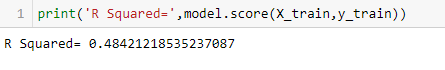 1 print('R Squared=',model.score(X_train,y_train))
R Squared= 0.48421218535237087